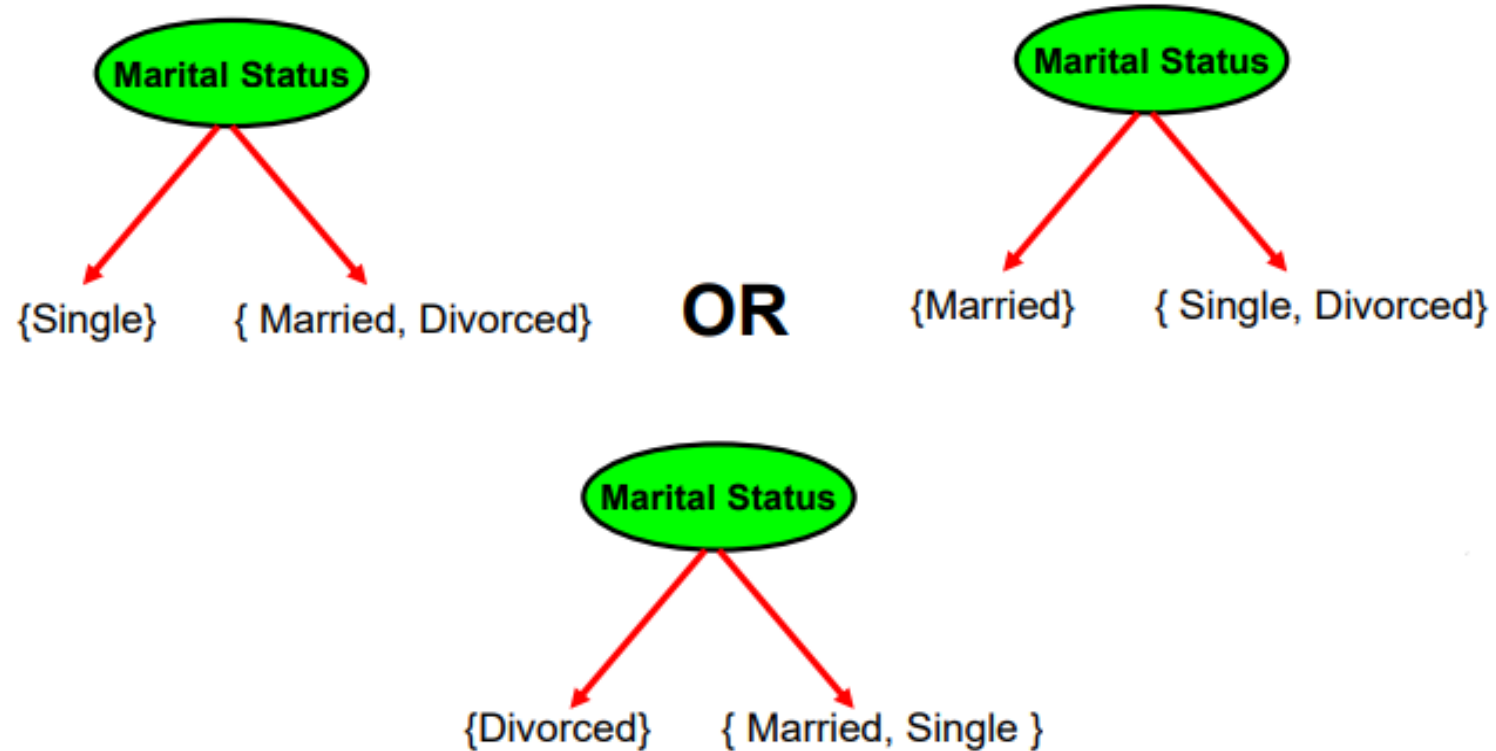 Marital Status
Marital Status
{Single}
{ Married, Divorced}
OR
{Married}
{ Single, Divorced}
Marital Status
{Divorced}
{ Married, Single }